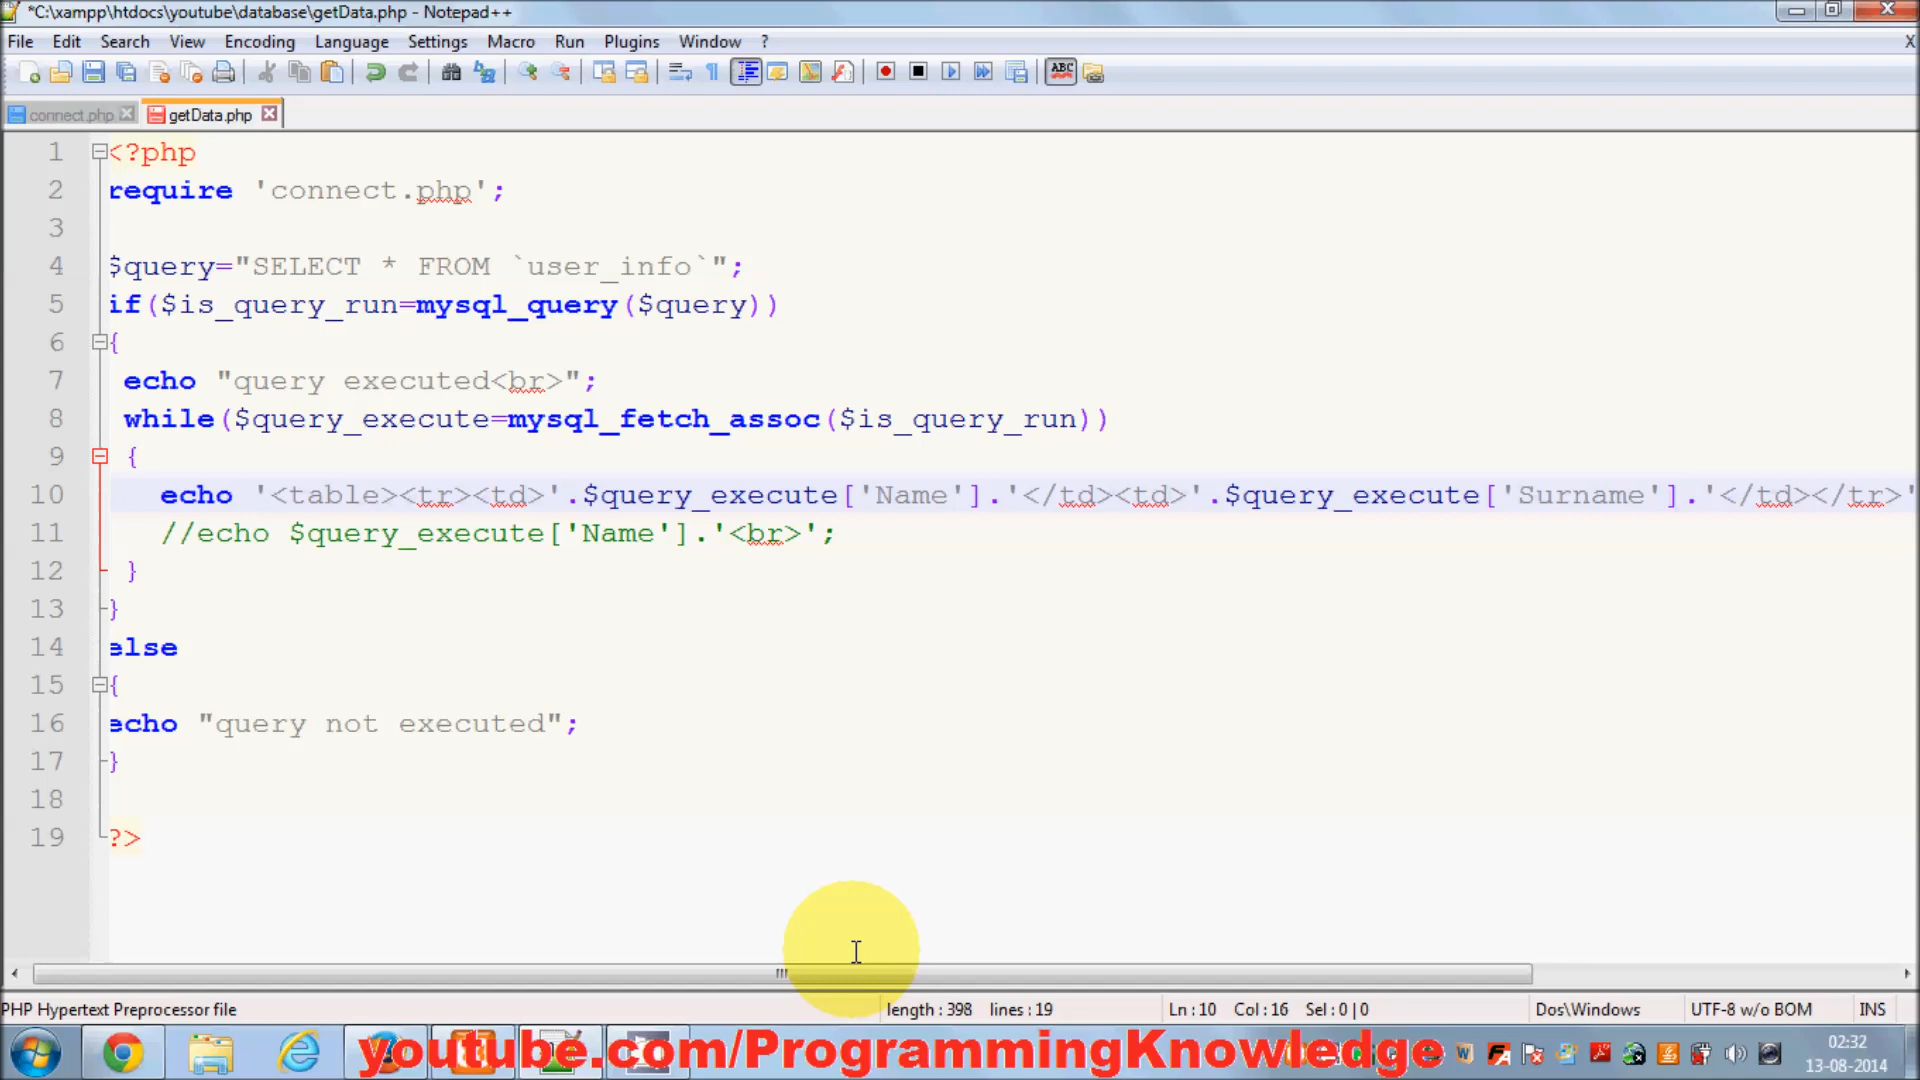 *C:\xampp\htdocs\youtube\database\getData.php - Notepad++
File Edit Search View Encoding Language Settings Macro Run Plugins Window ? X
connect.php getData.php
1 <?php
2 require 'connect.php';
3
4 $query="SELECT * FROM `user_info`";
5 if($is_query_run=mysql_query($query))
6 {
7 echo "query executed<br>";
8 while($query_execute=mysql_fetch_assoc($is_query_run))
9 {
10 echo '<table><tr><td>'.$query_execute['Name'].'</td><td>'.$query_execute['Surname'].'</td></tr>'
11 //echo $query_execute['Name'].'<br>';
12 }
13 }
14 else
15 {
16 echo "query not executed";
17 }
18
19 ?>
PHP Hypertext Preprocessor file length : 398 lines : 19 Ln : 10 Col : 16 Sel : 0 | 0 Dos\Windows UTF-8 w/o BOM INS
youtube.com/ProgrammingKnowledge
02:32
13-08-2014